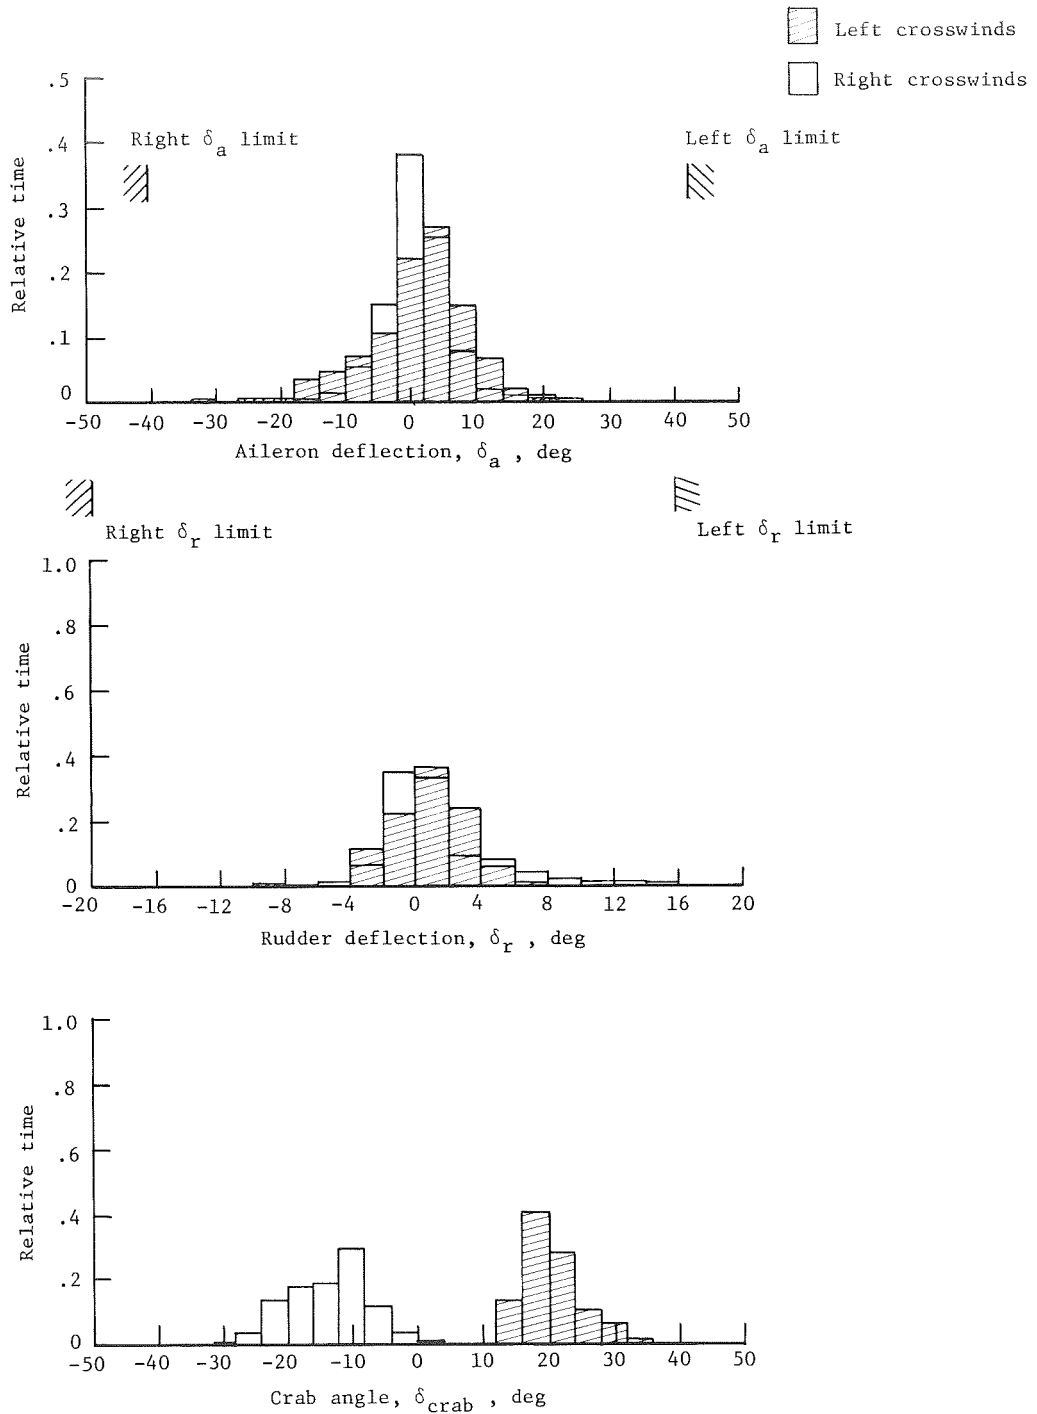 Left crosswinds
Right crosswinds
.5
.4
.3
.2
.1
0
Relative time
Right δa limit
Left δa limit
-50 -40 -30 -20 -10 0 10 20 30 40 50
Aileron deflection, δa , deg
Right δr limit
Left δr limit
1.0
.8
.6
.4
.2
0
Relative time
-20 -16 -12 -8 -4 0 4 8 12 16 20
Rudder deflection, δr , deg
1.0
.8
.6
.4
.2
0
Relative time
-50 -40 -30 -20 -10 0 10 20 30 40 50
Crab angle, δcrab , deg